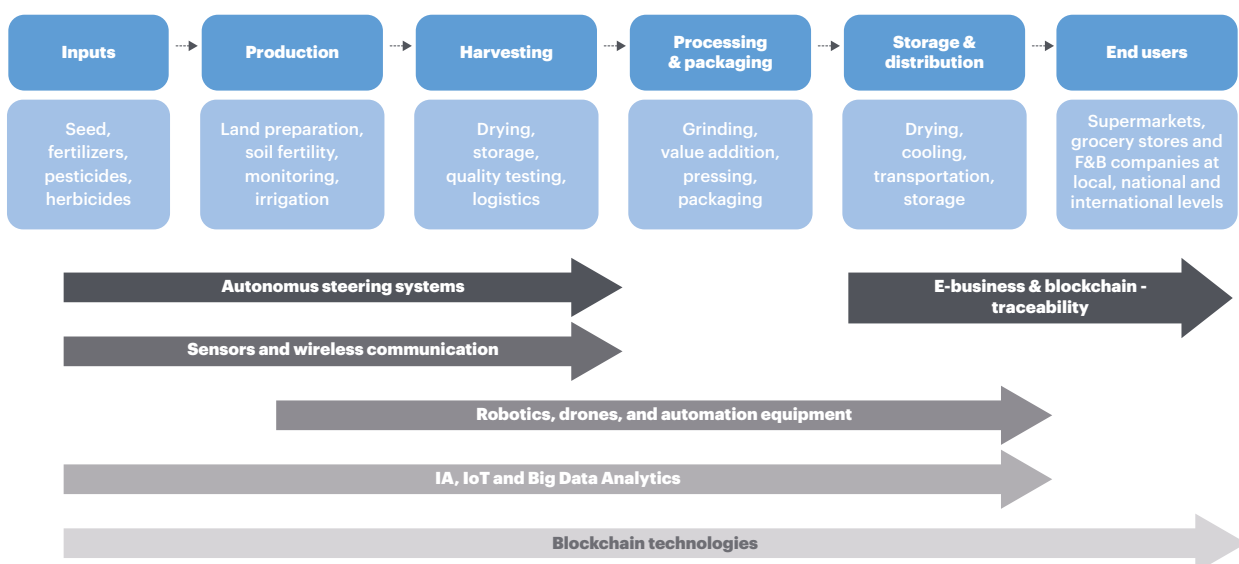 Inputs
Production
Harvesting
Processing
& packaging
Storage &
distribution
End users
Seed,
fertilizers,
pesticides,
herbicides
Land preparation,
soil fertility,
monitoring,
irrigation
Drying,
storage,
quality testing,
logistics
Grinding,
value addition,
pressing,
packaging
Drying,
cooling,
transportation,
storage
Supermarkets,
grocery stores and
F&B companies at
local, national and
international levels
Autonomus steering systems
E-business & blockchain -
traceability
Sensors and wireless communication
Robotics, drones, and automation equipment
IA, IoT and Big Data Analytics
Blockchain technologies